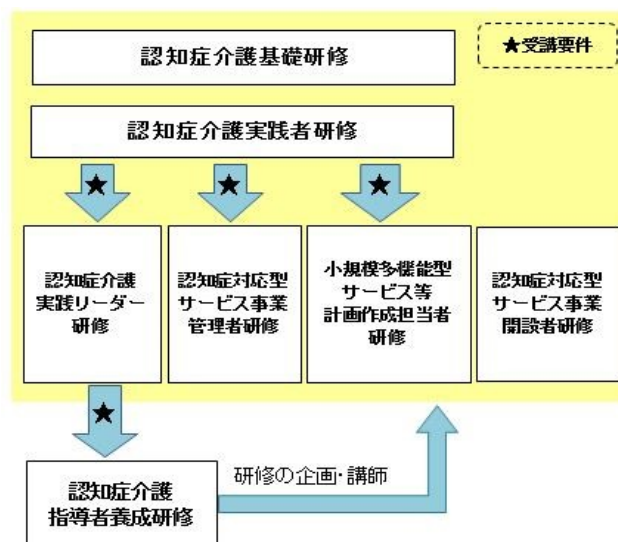 ★受講要件
認知症介護基礎研修
認知症介護実践者研修
★
★
★
認知症介護
実践リーダー
研修
認知症対応型
サービス事業
管理者研修
小規模多機能型
サービス等
計画作成担当者
研修
認知症対応型
サービス事業
開設者研修
★
認知症介護
指導者養成研修
研修の企画・講師